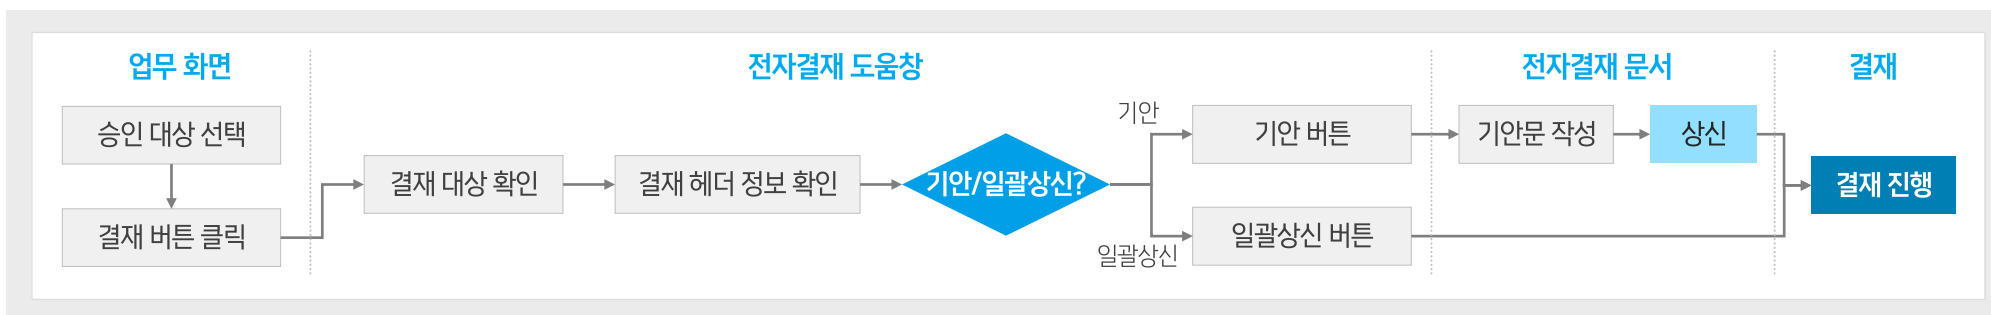 업무 화면
전자결재 도움창
전자결재 문서
결재
승인 대상 선택
결재 버튼 클릭
결재 대상 확인
결재 헤더 정보 확인
기안/일괄상신?
기안
기안 버튼
일괄상신
일괄상신 버튼
기안문 작성
상신
결재 진행